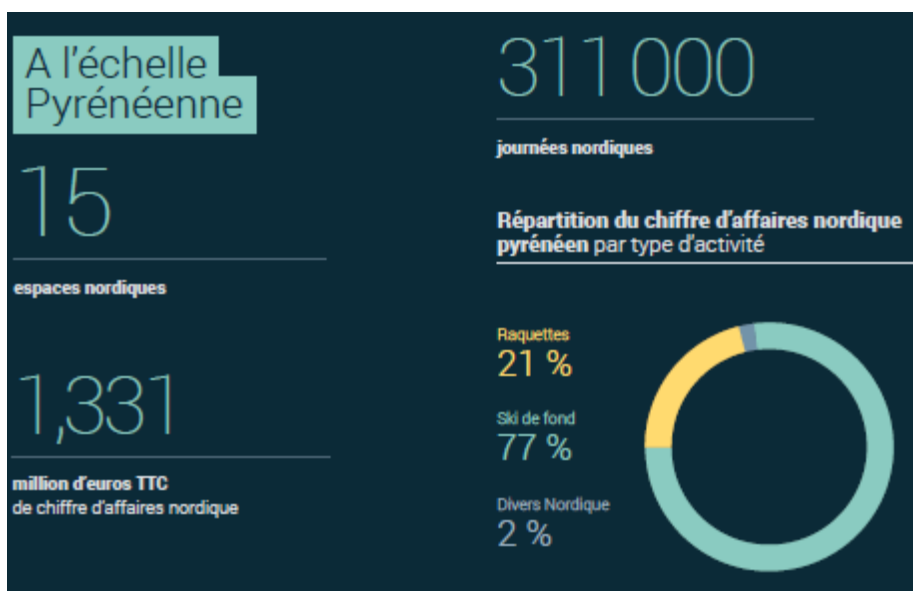 A l'échelle
Pyrénéenne
15
espaces nordiques
1,331
million d'euros TTC
de chiffre d'affaires nordique
311 000
journées nordiques
Répartition du chiffre d'affaires nordique
pyrénéen par type d'activité
Raquettes
21 %
Ski de fond
77 %
Divers Nordique
2 %